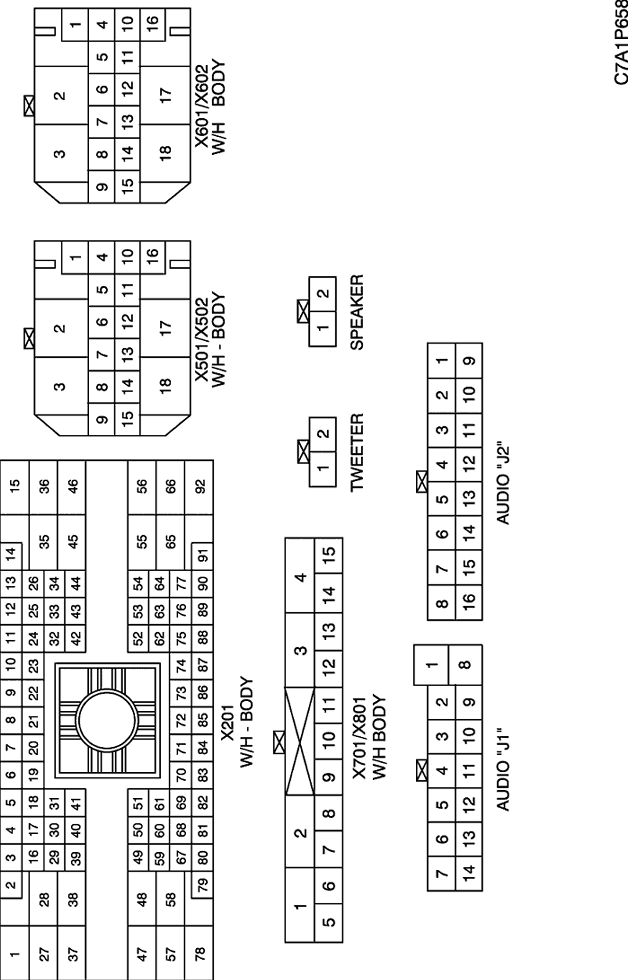 C7A1P658
1 4 10 16
5 11
2 6 12 17
7 13
3 8 14 18
9 15
X601/X602
W/H BODY
1 4 10 16
5 11
2 6 12 17
7 13
3 8 14 18
9 15
X501/X502
W/H - BODY
1 2
SPEAKER
1 2
TWEETER
1 2 3 4 5 6 7 8 9 10 11 12 13 14 15
16 17 18 19 20 21 22 23 24 25 26
27 28 29 30 31 32 33 34 35 36
37 38 39 40 41 42 43 44 45 46
47 48 49 50 51 52 53 54 55 56
57 58 59 60 61 62 63 64 65 66
67 68 69 70 71 72 73 74 75 76 77
78 79 80 81 82 83 84 85 86 87 88 89 90 91 92
X201
W/H - BODY
1 2 3 4
5 6 7 8 9 10 11 12 13 14 15
X701/X801
W/H BODY
7 6 5 4 3 2 1
14 13 12 11 10 9 8
AUDIO "J1"
8 7 6 5 4 3 2 1
16 15 14 13 12 11 10 9
AUDIO "J2"